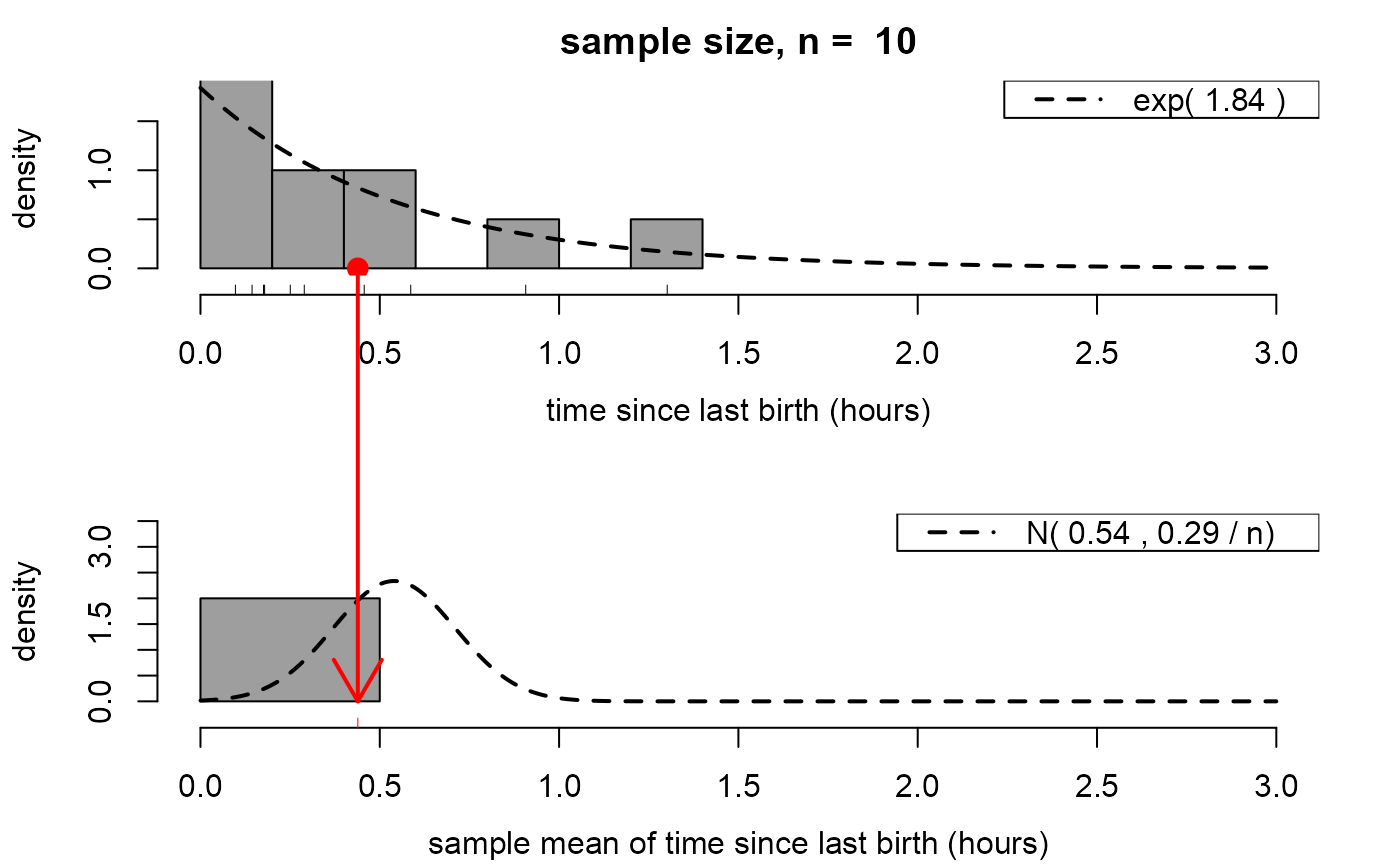 sample size, n =  10
exp( 1.84 )
density
1.0
0.0
0.0 0.5 1.0 1.5 2.0 2.5 3.0
time since last birth (hours)
N( 0.54 , 0.29 / n)
density
3.0
1.5
0.0
0.0 0.5 1.0 1.5 2.0 2.5 3.0
sample mean of time since last birth (hours)